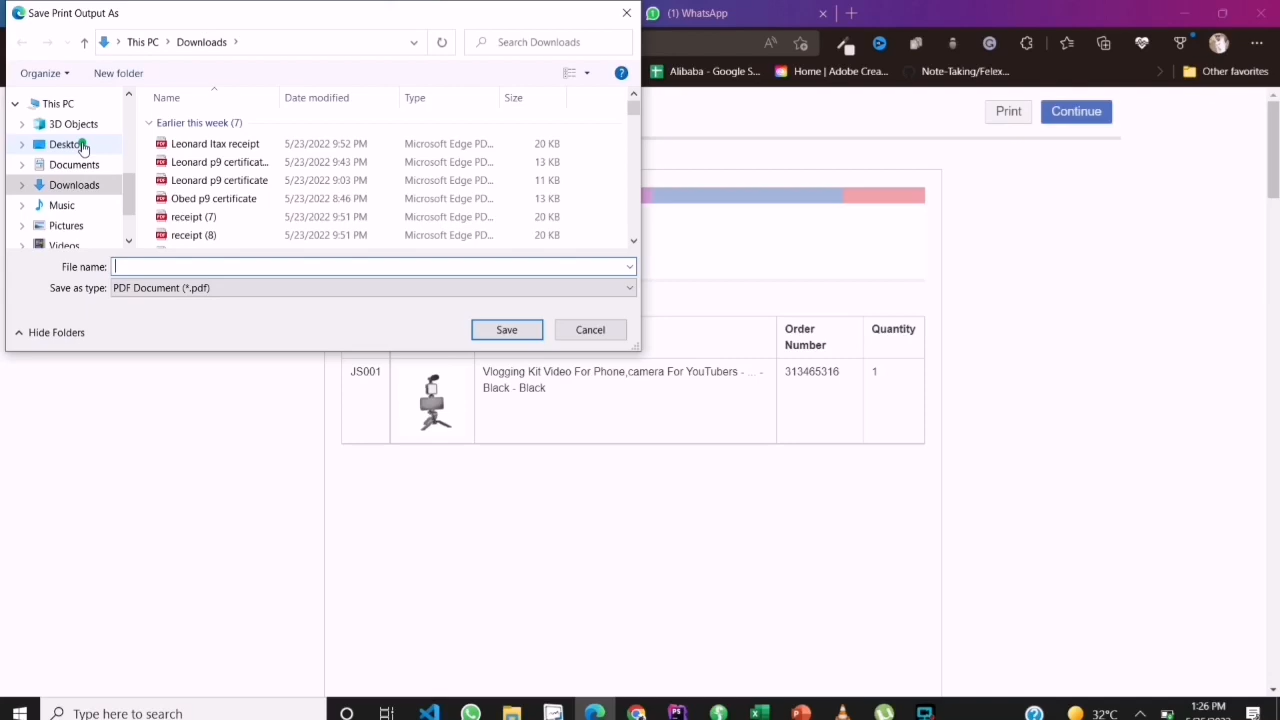 Save Print Output As
(1) WhatsApp
This PC
Downloads
Search Downloads
Alibaba - Google S...
Home | Adobe Crea...
Note-Taking/Felex...
Other favorites
Organize
New folder
Name
Date modified
Type
Size
This PC
3D Objects
Desktop
Documents
Downloads
Music
Pictures
Videos
Earlier this week (7)
Leonard Itax receipt 5/23/2022 9:52 PM Microsoft Edge PD... 20 KB
Leonard p9 certificat... 5/23/2022 9:43 PM Microsoft Edge PD... 13 KB
Leonard p9 certificate 5/23/2022 9:03 PM Microsoft Edge PD... 11 KB
Obed p9 certificate 5/23/2022 8:46 PM Microsoft Edge PD... 13 KB
receipt (7) 5/23/2022 9:51 PM Microsoft Edge PD... 20 KB
receipt (8) 5/23/2022 9:51 PM Microsoft Edge PD... 20 KB
File name:
Save as type: PDF Document (*.pdf)
Hide Folders
Save
Cancel
Print
Continue
Order
Number
Quantity
JS001
Vlogging Kit Video For Phone,camera For YouTubers - ... -
Black - Black
313465316
1
Type here to search
32°C
1:26 PM